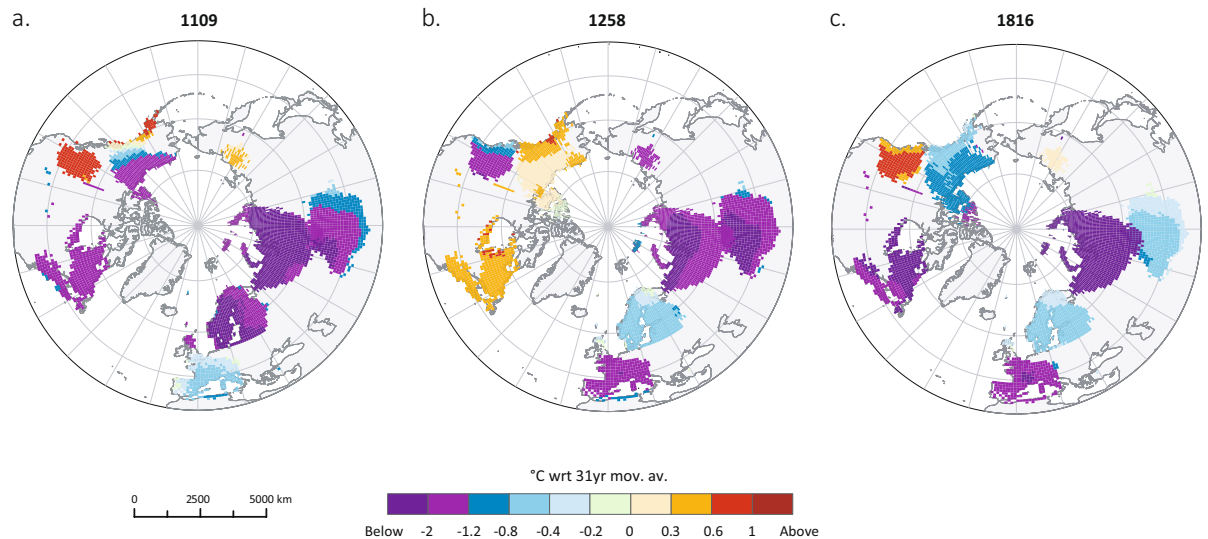 a. 1109 b. 1258 c. 1816
°C wrt 31yr mov. av.
0 2500 5000 km
Below -2 -1.2 -0.8 -0.4 -0.2 0 0.3 0.6 1 Above